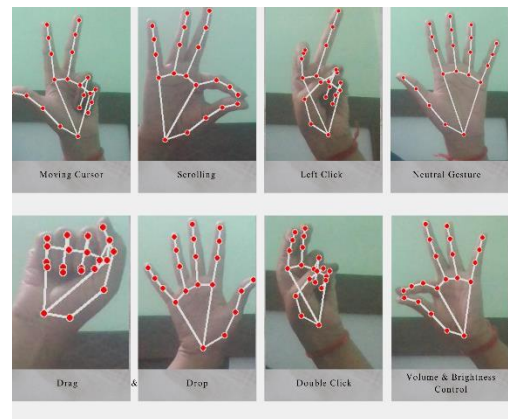 Moving Cursor
Scrolling
Left Click
Neutral Gesture
Drag & Drop
Double Click
Volume & Brightness
Control